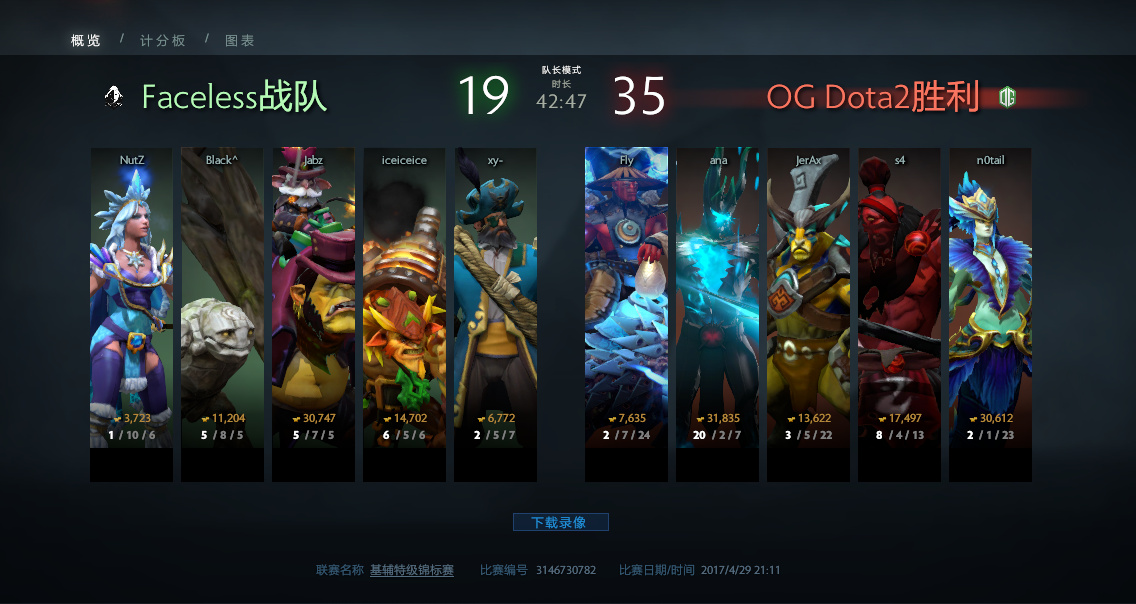 概览 / 计分板 / 图表
Faceless战队 19 队长模式 时长 42:47 35 OG Dota2胜利 OG
NutZ Black^ Jabz iceiceice xy- Fly ana JerAx s4 n0tail
3,723 11,204 30,747 14,702 6,772 7,635 31,835 13,622 17,497 30,612
1 / 10 / 6 5 / 8 / 5 5 / 7 / 5 6 / 5 / 6 2 / 5 / 7 2 / 7 / 24 20 / 2 / 7 3 / 5 / 22 8 / 4 / 13 2 / 1 / 23
下载录像
联赛名称 基辅特级锦标赛 比赛编号 3146730782 比赛日期/时间 2017/4/29 21:11